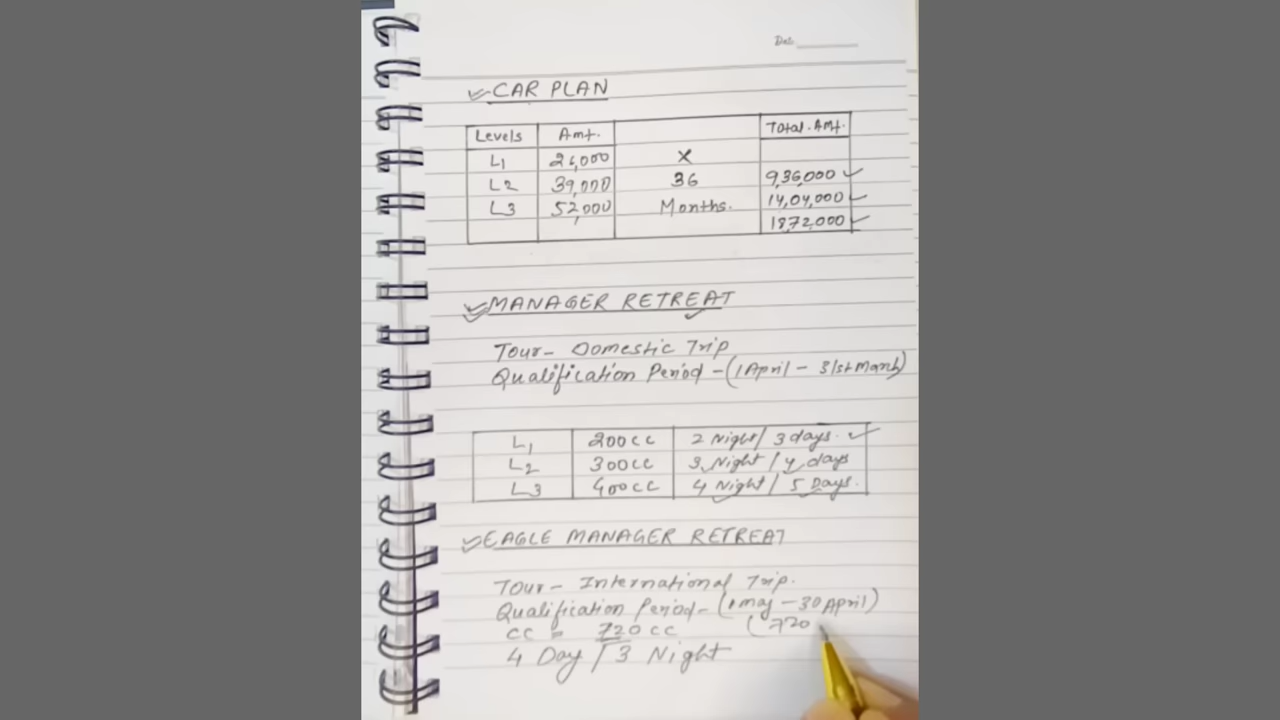 Date
CAR PLAN
Levels Amt. Total. Amt.
L1 26,000 x
L2 39,000 36 9,36,000
L3 52,000 Months. 14,04,000
18,72,000
MANAGER RETREAT
Tour - Domestic Trip
Qualification Period - (1 April - 31st March)
L1 200cc 2 Night / 3 days.
L2 300cc 3 Night / 4 days
L3 400cc 4 Night / 5 Days.
EAGLE MANAGER RETREAT
Tour - International Trip.
Qualification Period - (1 may - 30 April)
CC = 720 cc (720
4 Day / 3 Night